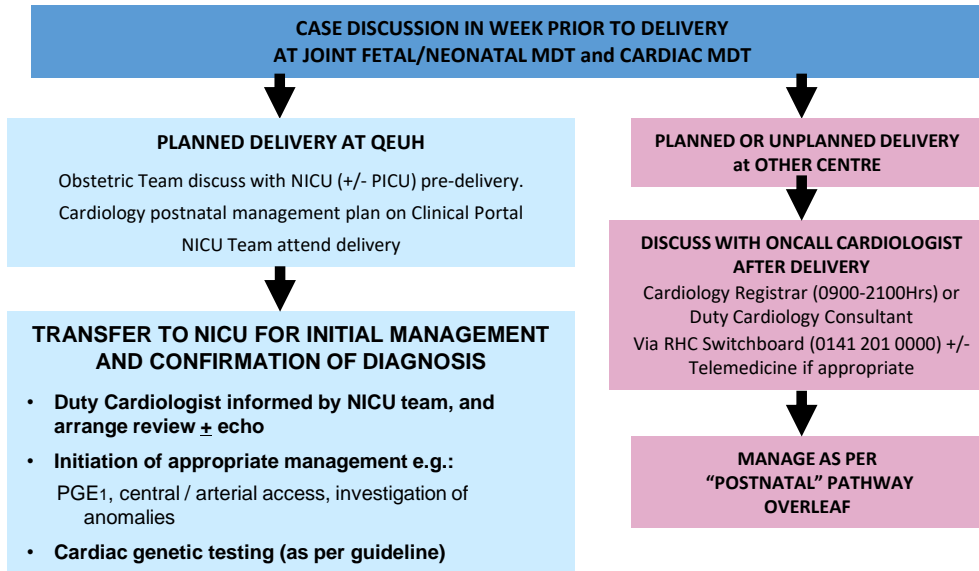 CASE DISCUSSION IN WEEK PRIOR TO DELIVERY
AT JOINT FETAL/NEONATAL MDT and CARDIAC MDT
PLANNED DELIVERY AT QEUH
Obstetric Team discuss with NICU (+/- PICU) pre-delivery.
Cardiology postnatal management plan on Clinical Portal
NICU Team attend delivery
TRANSFER TO NICU FOR INITIAL MANAGEMENT
AND CONFIRMATION OF DIAGNOSIS
• Duty Cardiologist informed by NICU team, and
arrange review + echo
• Initiation of appropriate management e.g.:
PGE1, central / arterial access, investigation of
anomalies
• Cardiac genetic testing (as per guideline)
PLANNED OR UNPLANNED DELIVERY
at OTHER CENTRE
DISCUSS WITH ONCALL CARDIOLOGIST
AFTER DELIVERY
Cardiology Registrar (0900-2100Hrs) or
Duty Cardiology Consultant
Via RHC Switchboard (0141 201 0000) +/-
Telemedicine if appropriate
MANAGE AS PER
“POSTNATAL” PATHWAY
OVERLEAF